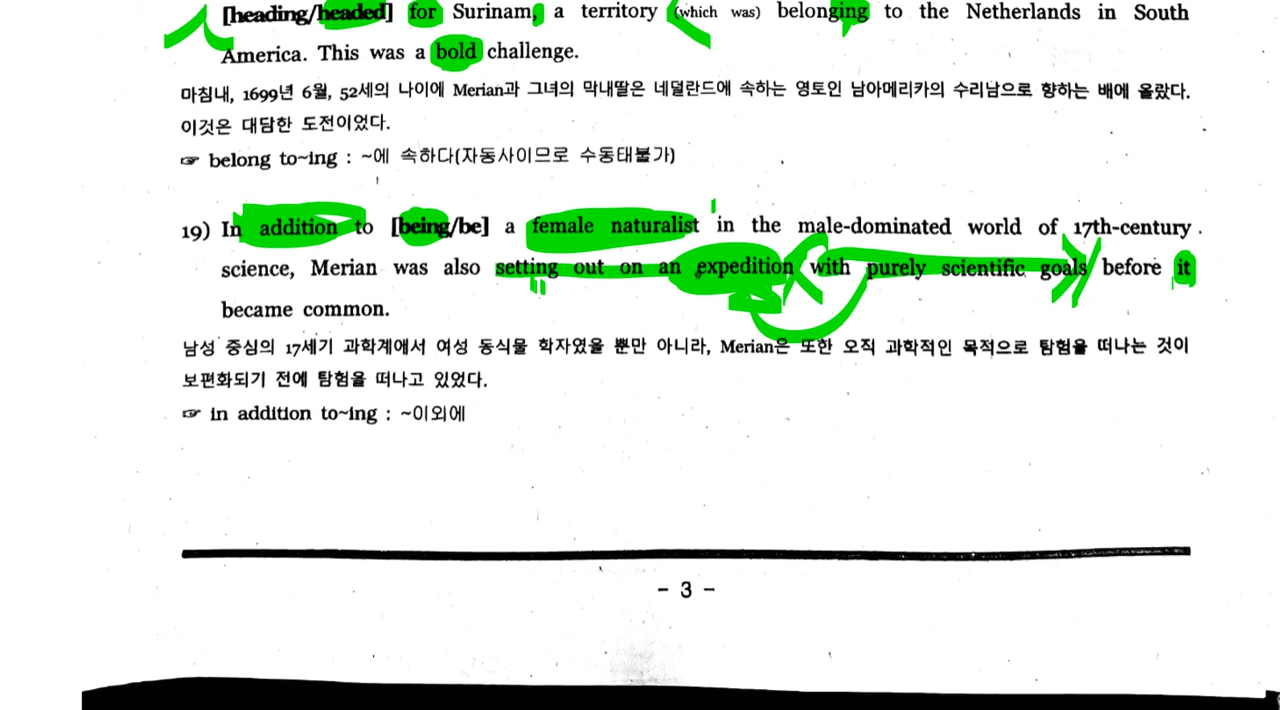 [heading/headed] for Surinam, a territory (which was) belonging to the Netherlands in South
America. This was a bold challenge.
마침내, 1699년 6월, 52세의 나이에 Merian과 그녀의 막내딸은 네덜란드에 속하는 영토인 남아메리카의 수리남으로 향하는 배에 올랐다.
이것은 대담한 도전이었다.
☞ belong to~ing : ~에 속하다(자동사이므로 수동태불가)
19) In addition to [being/be] a female naturalist in the male-dominated world of 17th-century
science, Merian was also setting out on an expedition with purely scientific goals before it
became common.
남성 중심의 17세기 과학계에서 여성 동식물 학자였을 뿐만 아니라, Merian은 또한 오직 과학적인 목적으로 탐험을 떠나는 것이
보편화되기 전에 탐험을 떠나고 있었다.
☞ in addition to~ing : ~이외에
- 3 -